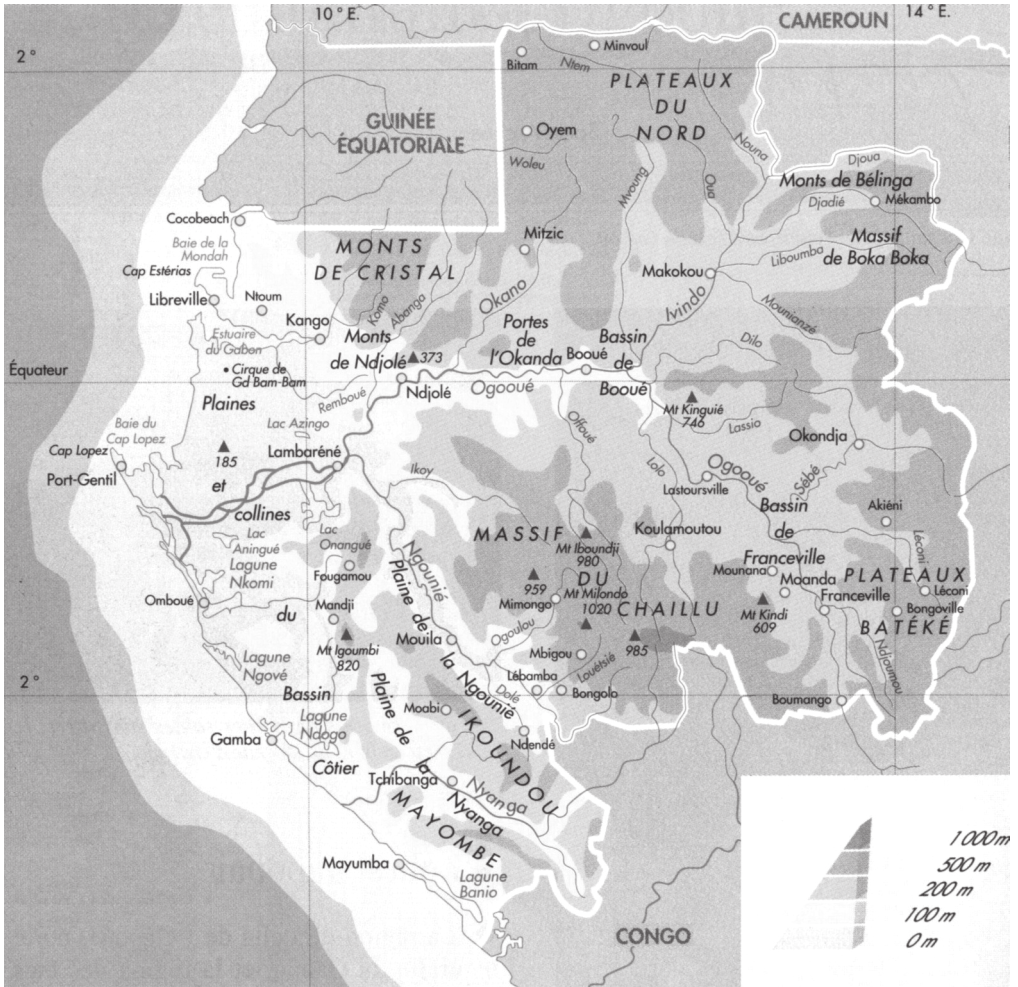 10° E.
14° E.
CAMEROUN
2°
Bitam
Minvoul
Ntem
PLATEAUX
DU
NORD
GUINÉE
ÉQUATORIALE
Oyem
Woleu
Mvoung
Oua
Nouna
Djoua
Monts de Bélinga
Djadié
Mékambo
Cocobeach
Baie de la
Mondah
Cap Estérias
MONTS
DE CRISTAL
Mitzic
Massif
de Boka Boka
Liboumba
Makokou
Libreville
Ntoum
Kango
Komo
Abanga
Okano
Ivindo
Mounianzé
Estuaire
du Gabon
Monts
de Ndjolé
373
Portes
de
l'Okanda
Booué
Bassin
de
Booué
Dilo
Équateur
Cirque de
Gd Bam-Bam
Ndjolé
Ogooué
Remboué
Plaines
Mt Kinguié
746
Lassio
Baie du
Cap Lopez
Lac Azingo
Offoué
Okondja
Cap Lopez
Port-Gentil
185
et
collines
Lambaréné
Ikoy
Lolo
Ogooué
Lastoursville
Sébé
Bassin
de
Franceville
Akiéni
Lac
Aningué
Lac
Onangué
MASSIF
DU
CHAILLU
Mt Iboundji
980
Koulamoutou
Léconi
Lagune
Nkomi
Fougamou
Ngounié
Plaine de
la Ngounié
959
Mt Milondo
1020
Mounana
Moanda
Franceville
PLATEAUX
BATÉKÉ
Léconi
Bongoville
Omboué
Mandji
du
Mimongo
Mt Kindi
609
Mt Igoumbi
820
Mouila
Ogoulou
Mbigou
985
Louétsié
Ndjoumou
Lagune
Ngové
2°
Bassin
Lébamba
Bongolo
Dolé
Boumango
Plaine de
la
Nyanga
Moabi
IKOUNDOU
Lagune
Ndogo
Ndendé
Gamba
Côtier
Tchibanga
Nyanga
MAYOMBE
Mayumba
Lagune
Banio
CONGO
1000 m
500 m
200 m
100 m
0 m